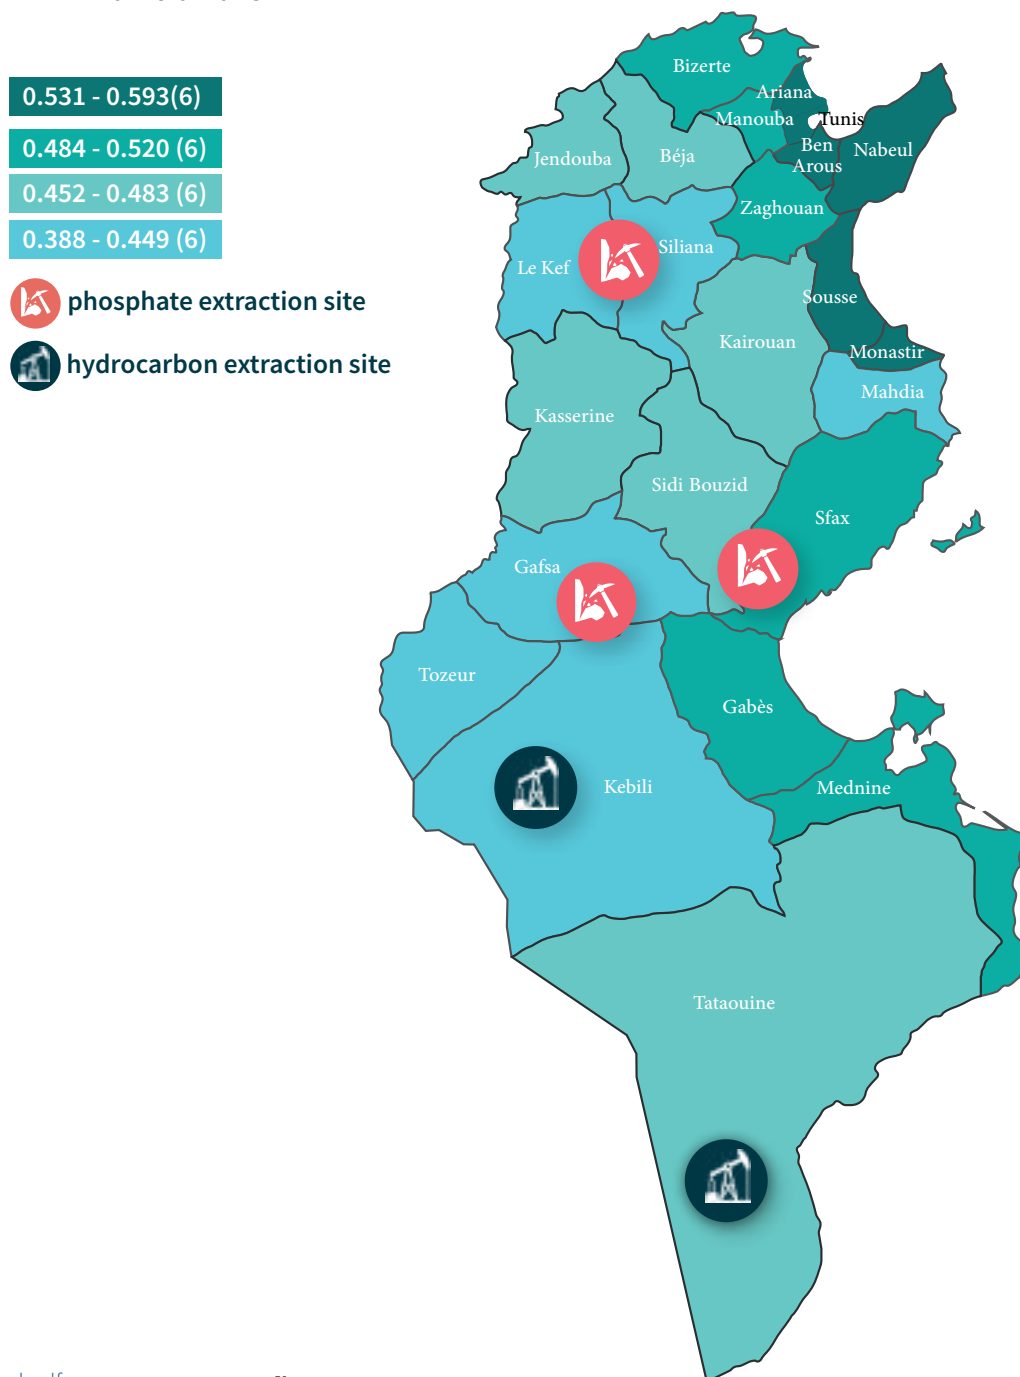 0.531 - 0.593(6)
0.484 - 0.520 (6)
0.452 - 0.483 (6)
0.388 - 0.449 (6)
phosphate extraction site
hydrocarbon extraction site
Bizerte
Ariana
Manouba
Tunis
Ben
Arous
Nabeul
Jendouba
Béja
Zaghouan
Le Kef
Siliana
Sousse
Kairouan
Monastir
Mahdia
Kasserine
Sidi Bouzid
Sfax
Gafsa
Tozeur
Gabès
Kebili
Mednine
Tataouine